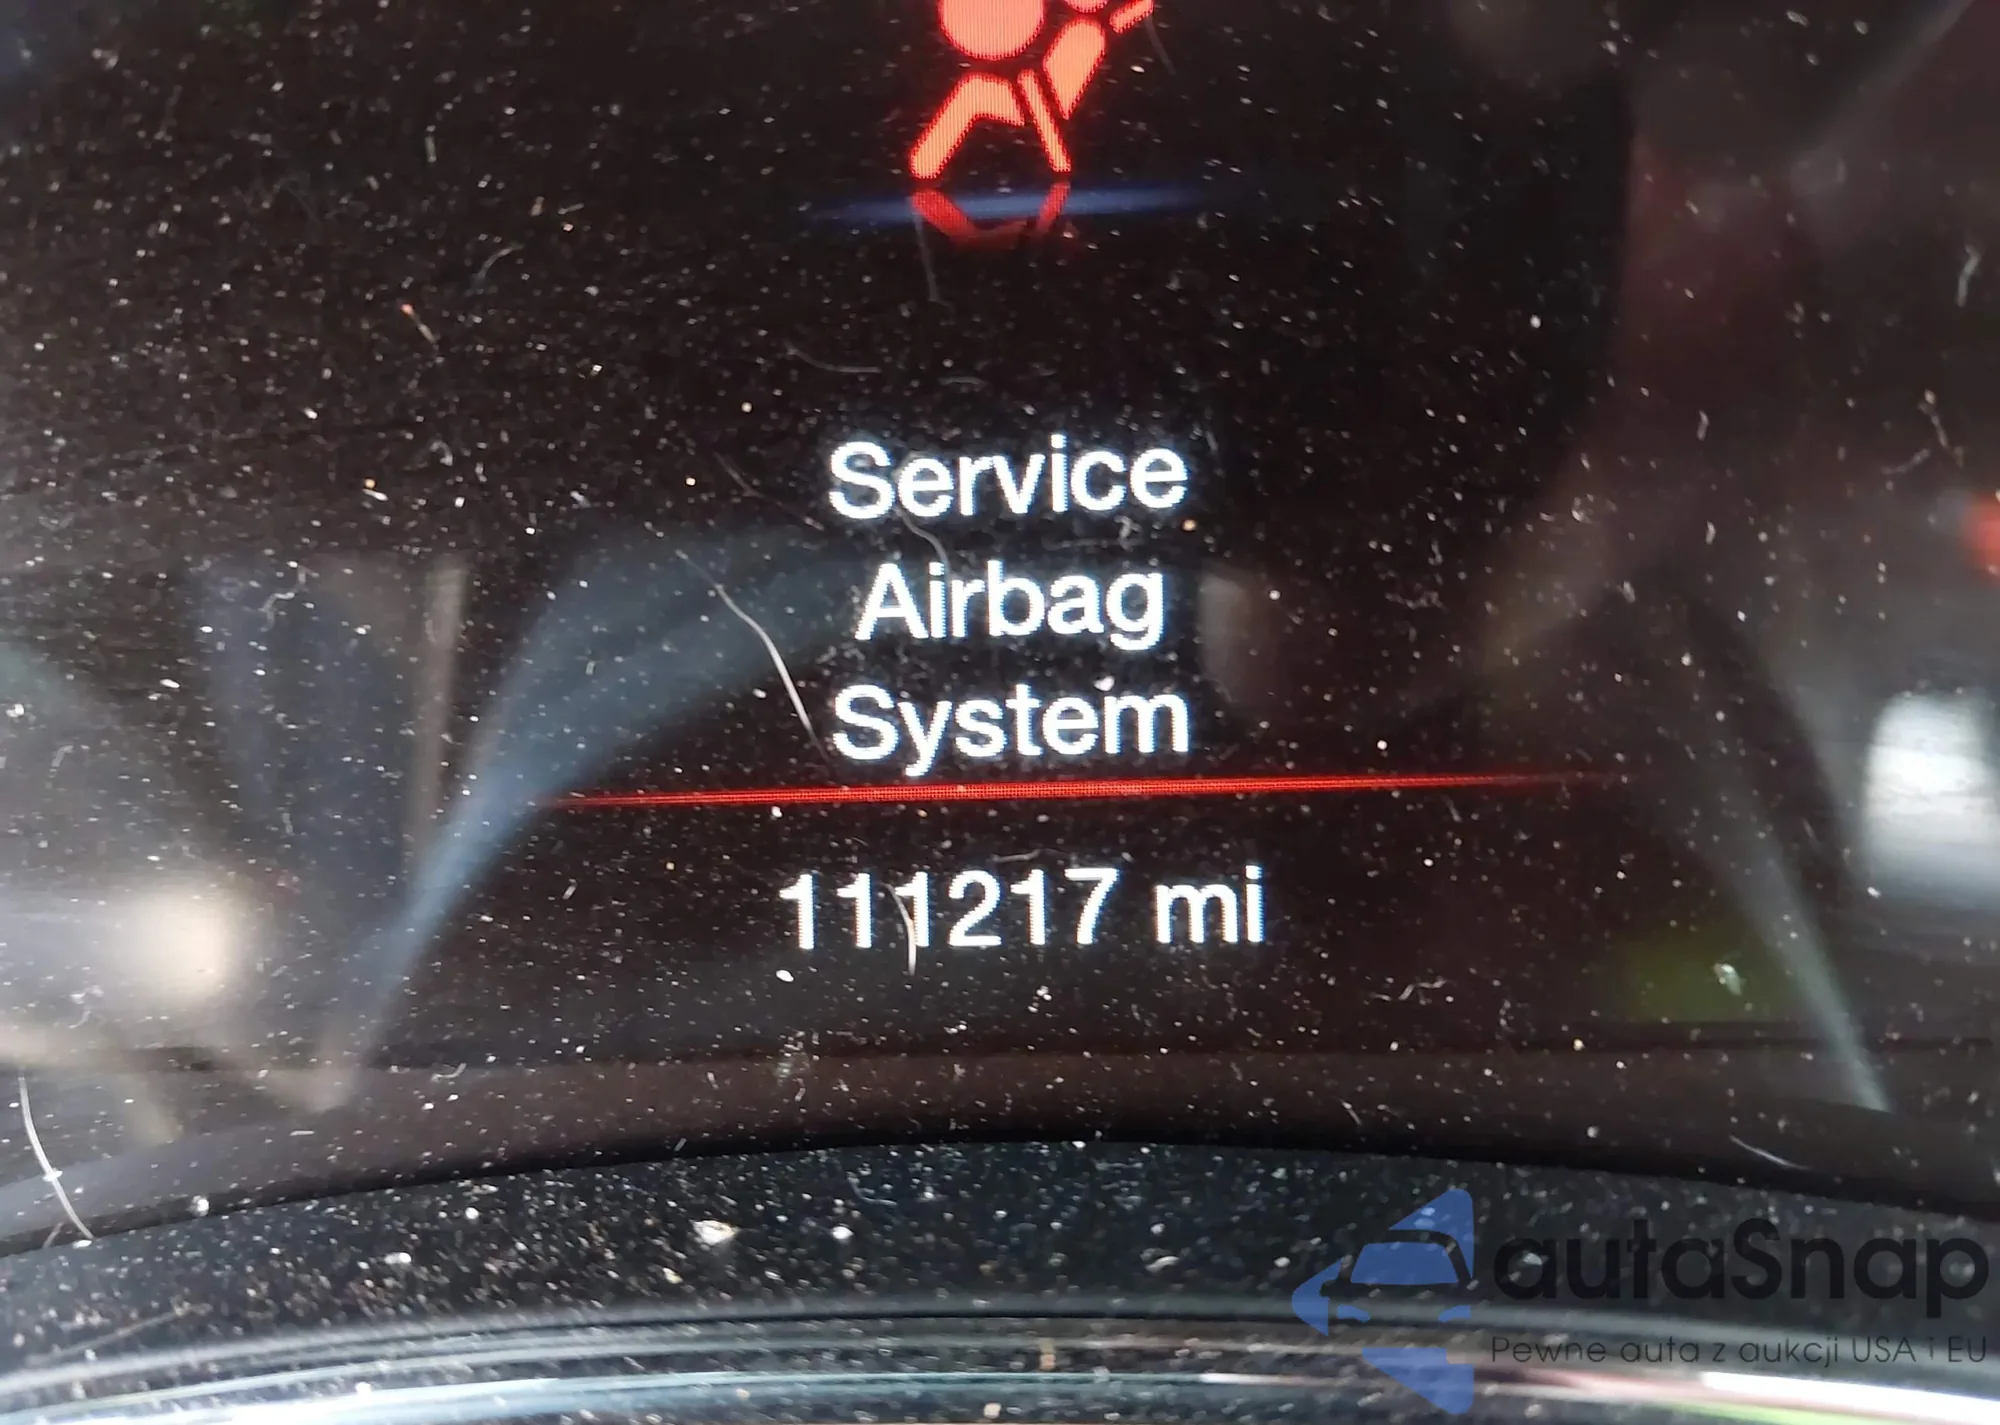 Service
Airbag
System
111217 mi
autaSnap
Pewne auta z aukcji USA i EU